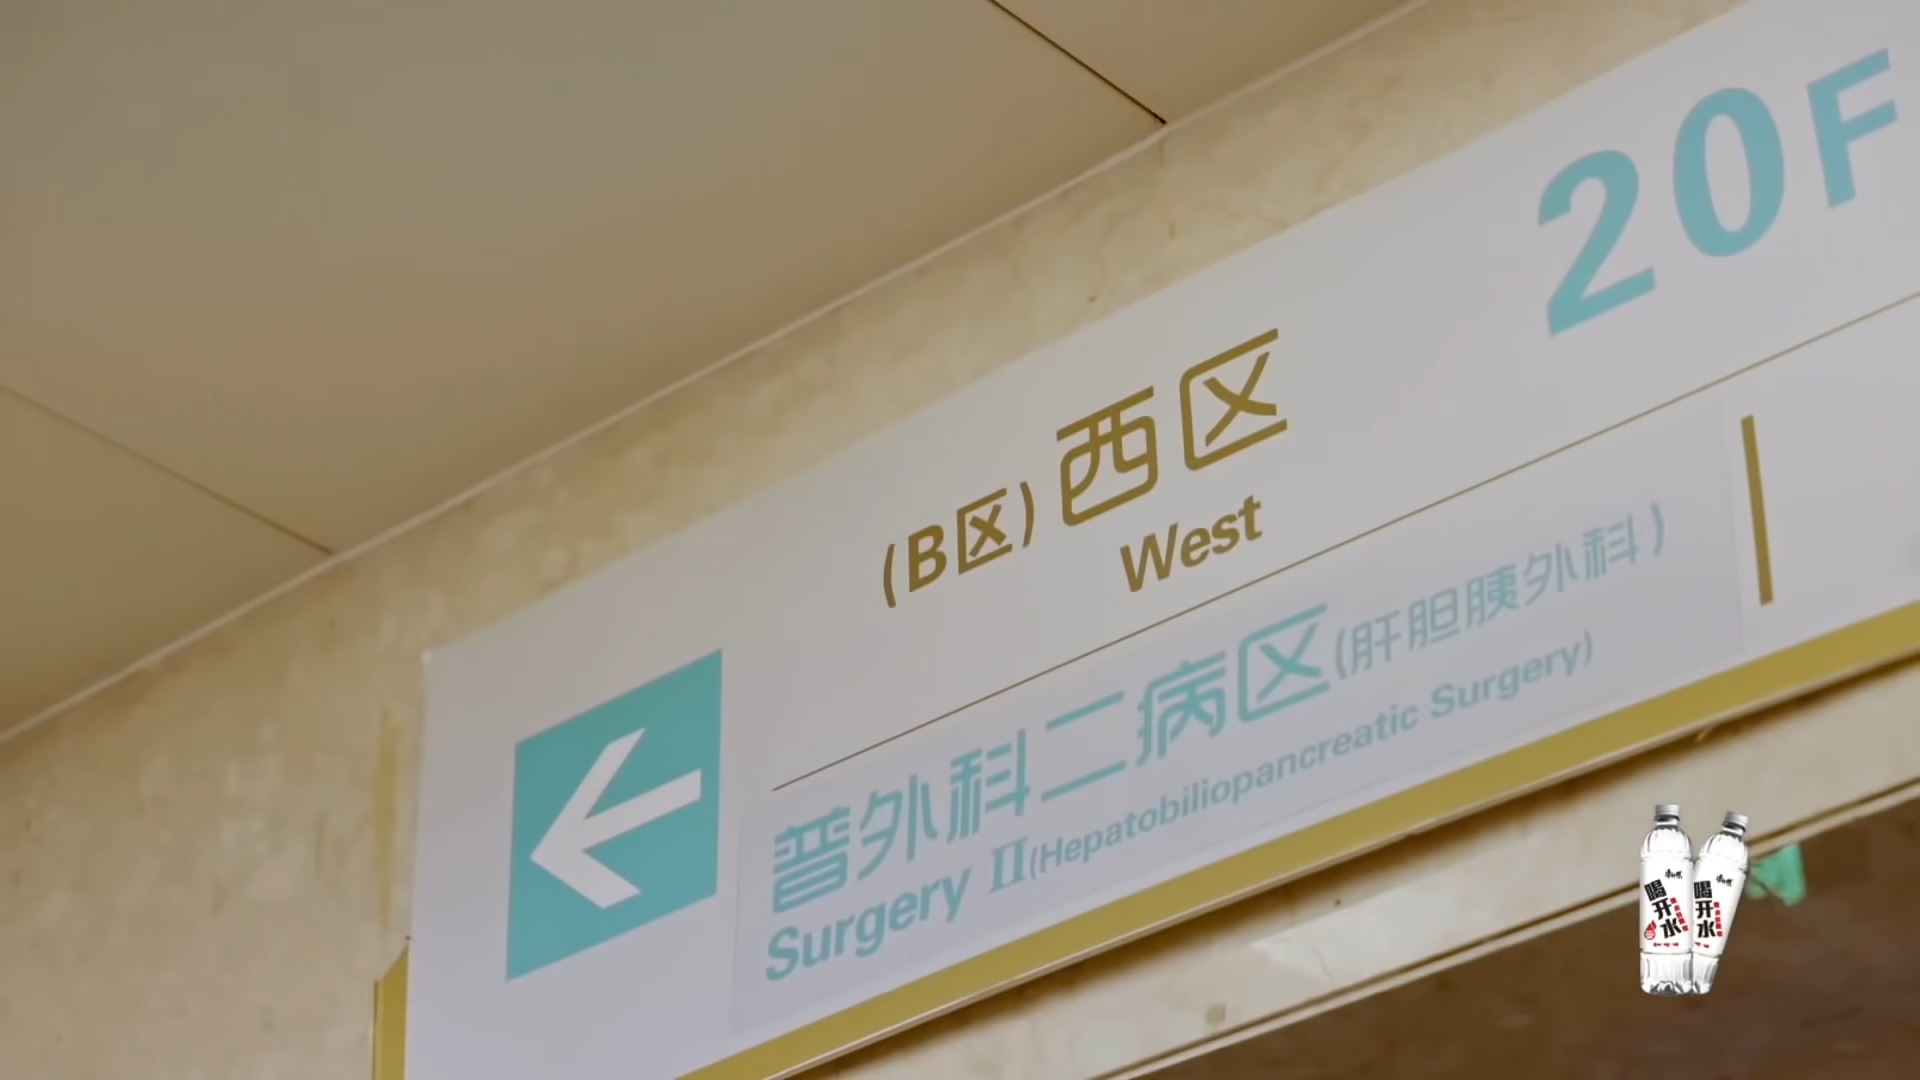 20F
(B区)西区
West
普外科二病区(肝胆胰外科)
Surgery Ⅱ(Hepatobiliopancreatic Surgery)
喝开水
喝开水